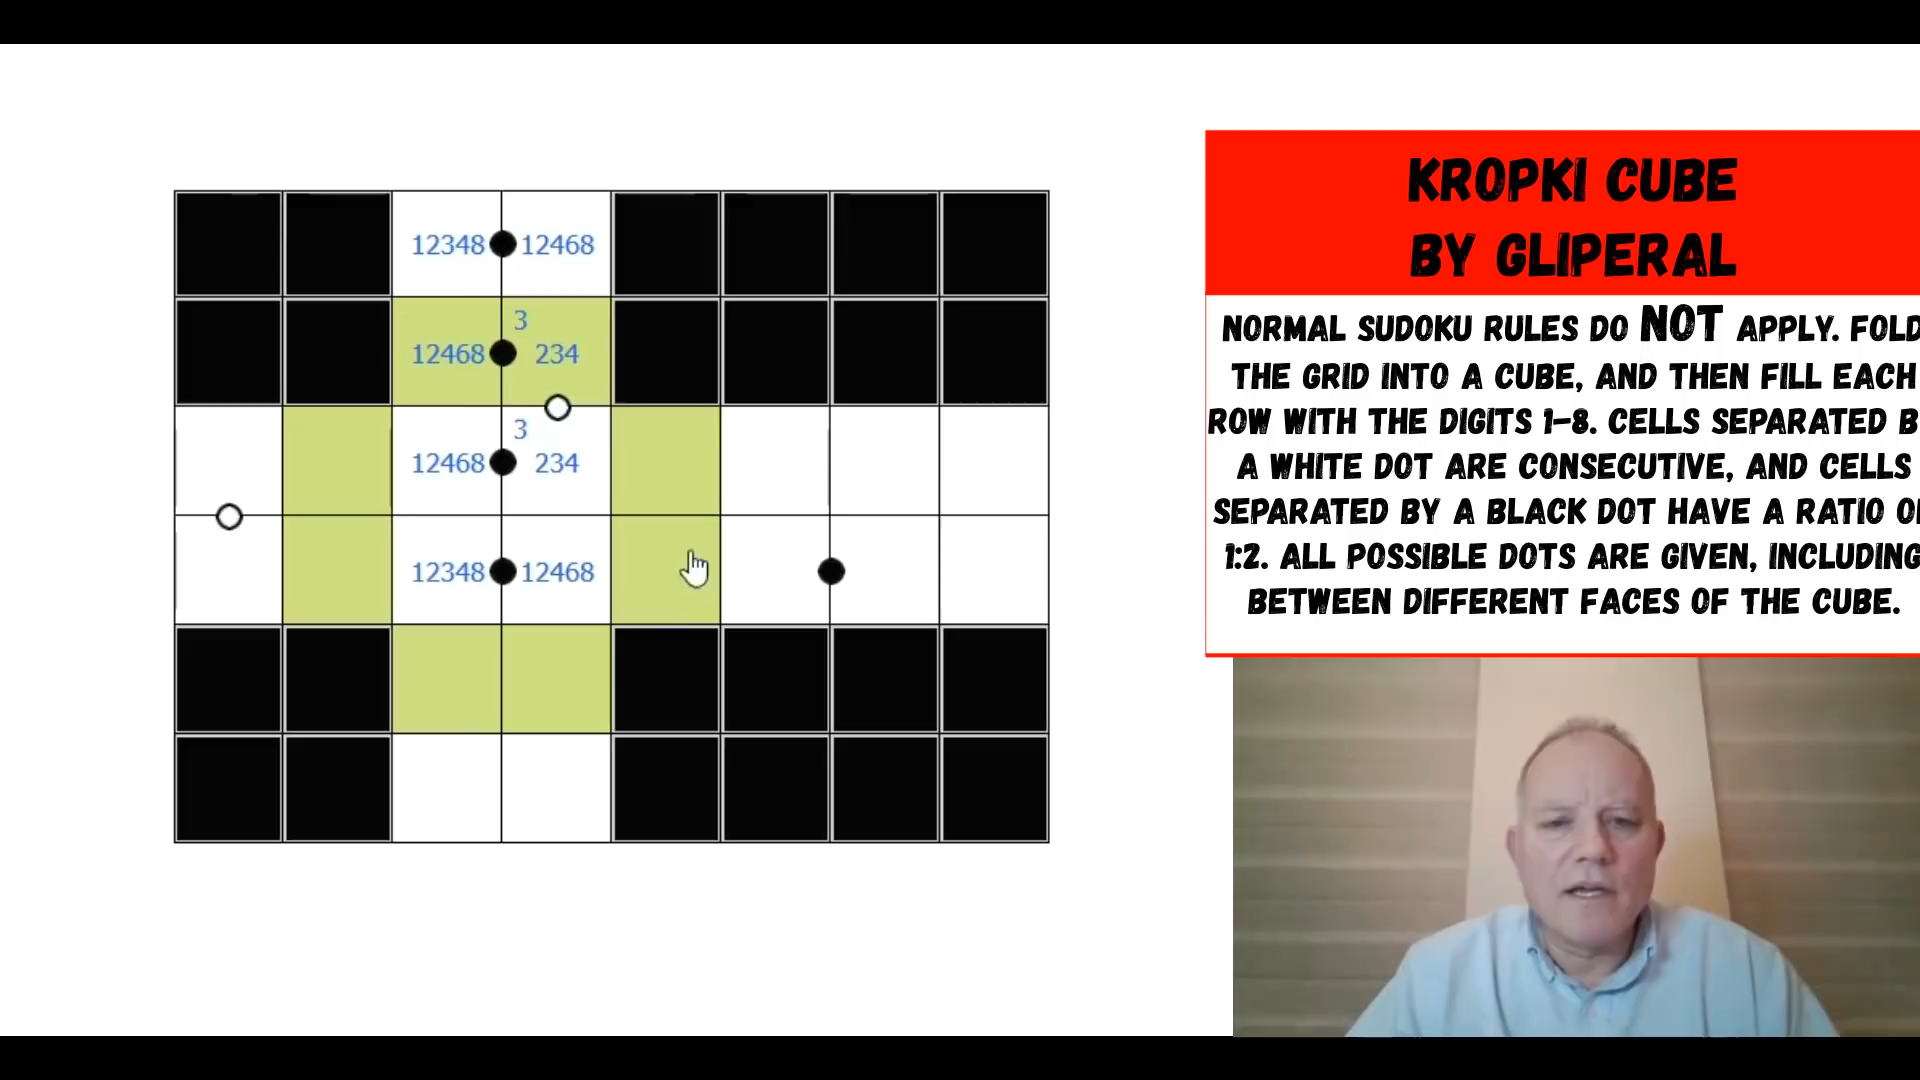 12348 12468
3
12468 234
3
12468 234
12348 12468
KROPKI CUBE
BY GLIPERAL
NORMAL SUDOKU RULES DO NOT APPLY. FOLD
THE GRID INTO A CUBE, AND THEN FILL EACH
ROW WITH THE DIGITS 1-8. CELLS SEPARATED B
A WHITE DOT ARE CONSECUTIVE, AND CELLS
SEPARATED BY A BLACK DOT HAVE A RATIO O
1:2. ALL POSSIBLE DOTS ARE GIVEN, INCLUDING
BETWEEN DIFFERENT FACES OF THE CUBE.